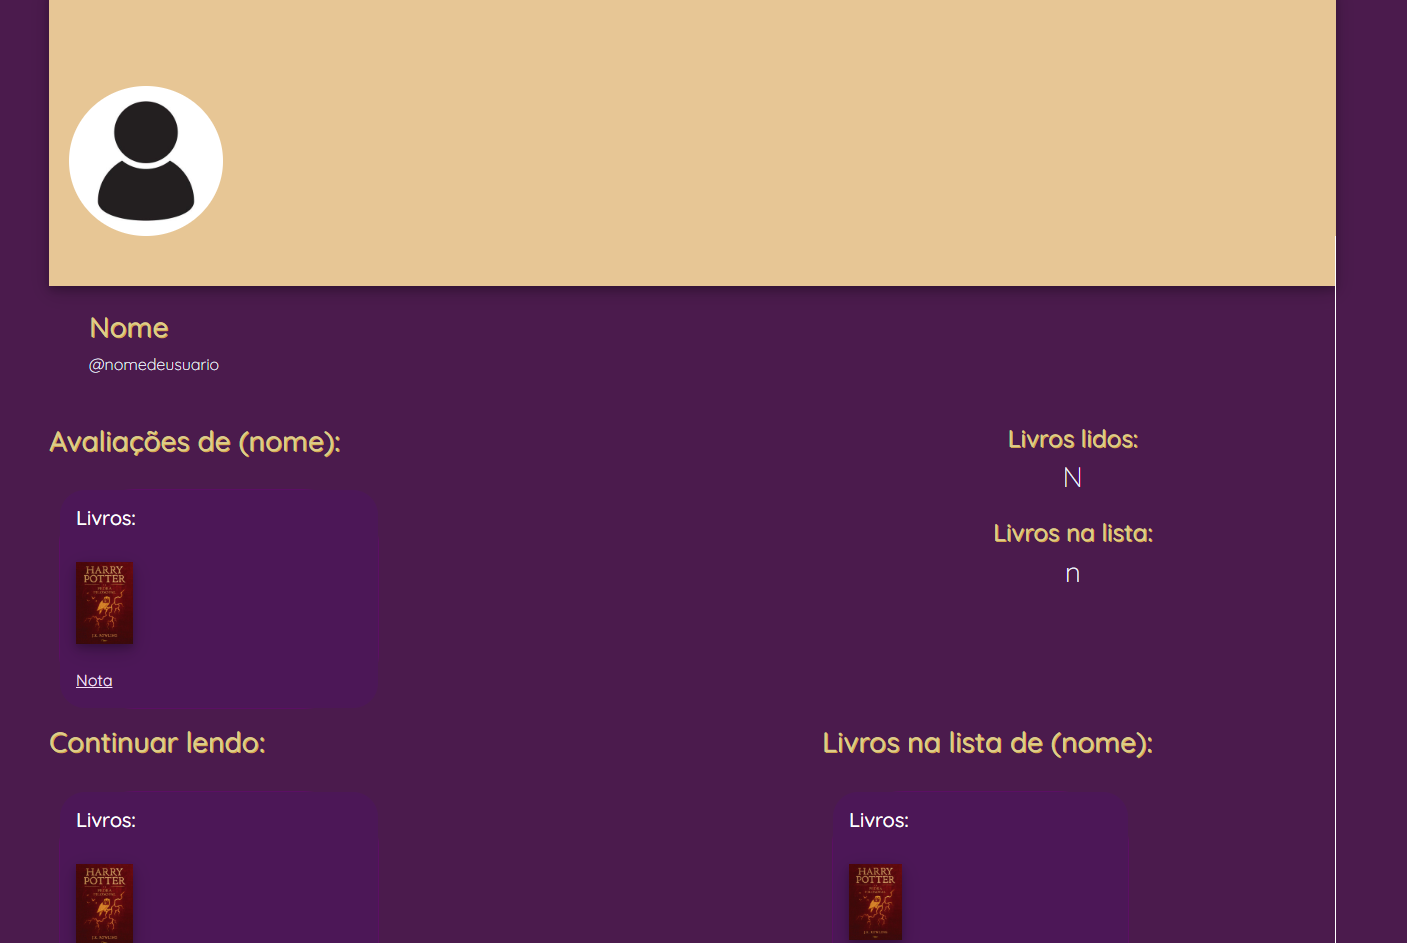 Nome
@nomedeusuario
Avaliações de (nome):
Livros lidos:
N
Livros na lista:
n
Livros:
HARRY
POTTER
J.K. ROWLING
Nota
Continuar lendo:
Livros na lista de (nome):
Livros:
HARRY
POTTER
Livros:
HARRY
POTTER